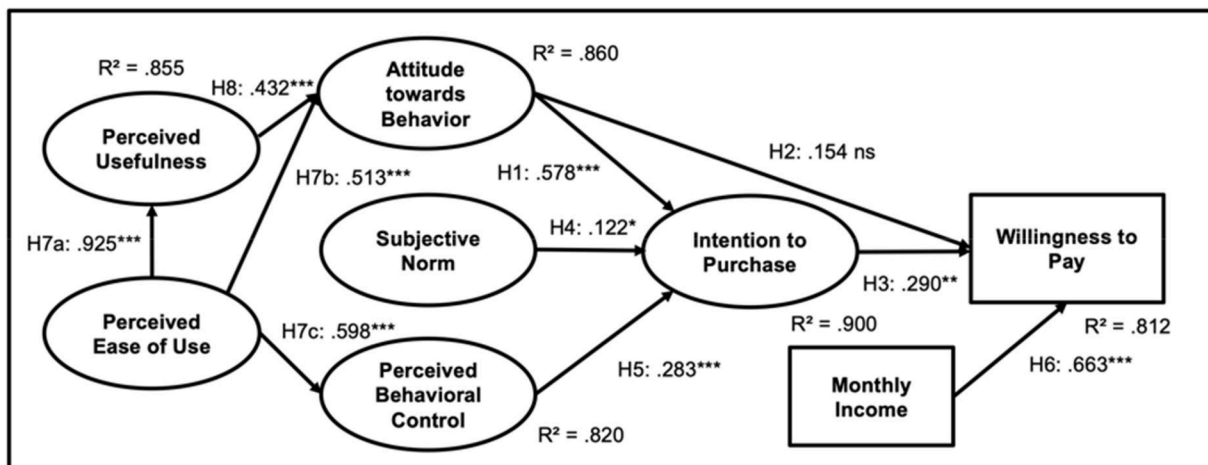 R² = .855
H8: .432***
Attitude
towards
Behavior
R² = .860
Perceived
Usefulness
H7b: .513***
H1: .578***
H2: .154 ns
H7a: .925***
Subjective
Norm
H4: .122*
Intention to
Purchase
Willingness to
Pay
H3: .290**
Perceived
Ease of Use
H7c: .598***
R² = .900
R² = .812
Perceived
Behavioral
Control
H5: .283***
Monthly
Income
H6: .663***
R² = .820